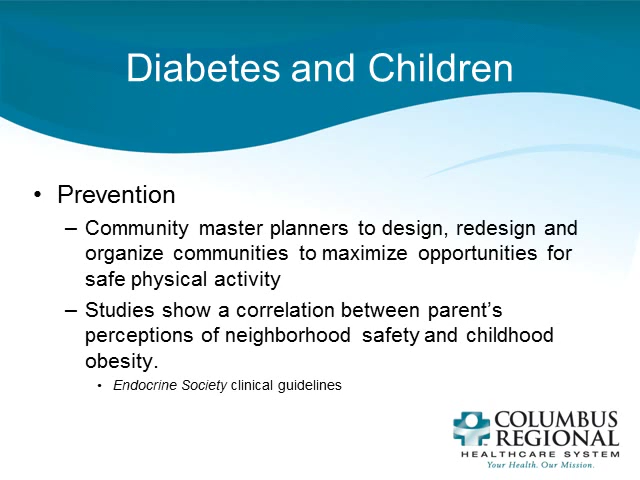 Diabetes and Children
• Prevention
– Community master planners to design, redesign and
organize communities to maximize opportunities for
safe physical activity
– Studies show a correlation between parent's
perceptions of neighborhood safety and childhood
obesity.
• Endocrine Society clinical guidelines
COLUMBUS
REGIONAL
HEALTHCARE SYSTEM
Your Health. Our Mission.